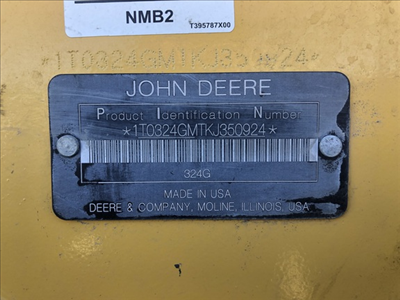 NMB2
T395787X00
*1T0324GMTKJ350924*
JOHN DEERE
Product Identification Number
*1T0324GMTKJ350924*
324G
MADE IN USA
DEERE & COMPANY, MOLINE, ILLINOIS, USA